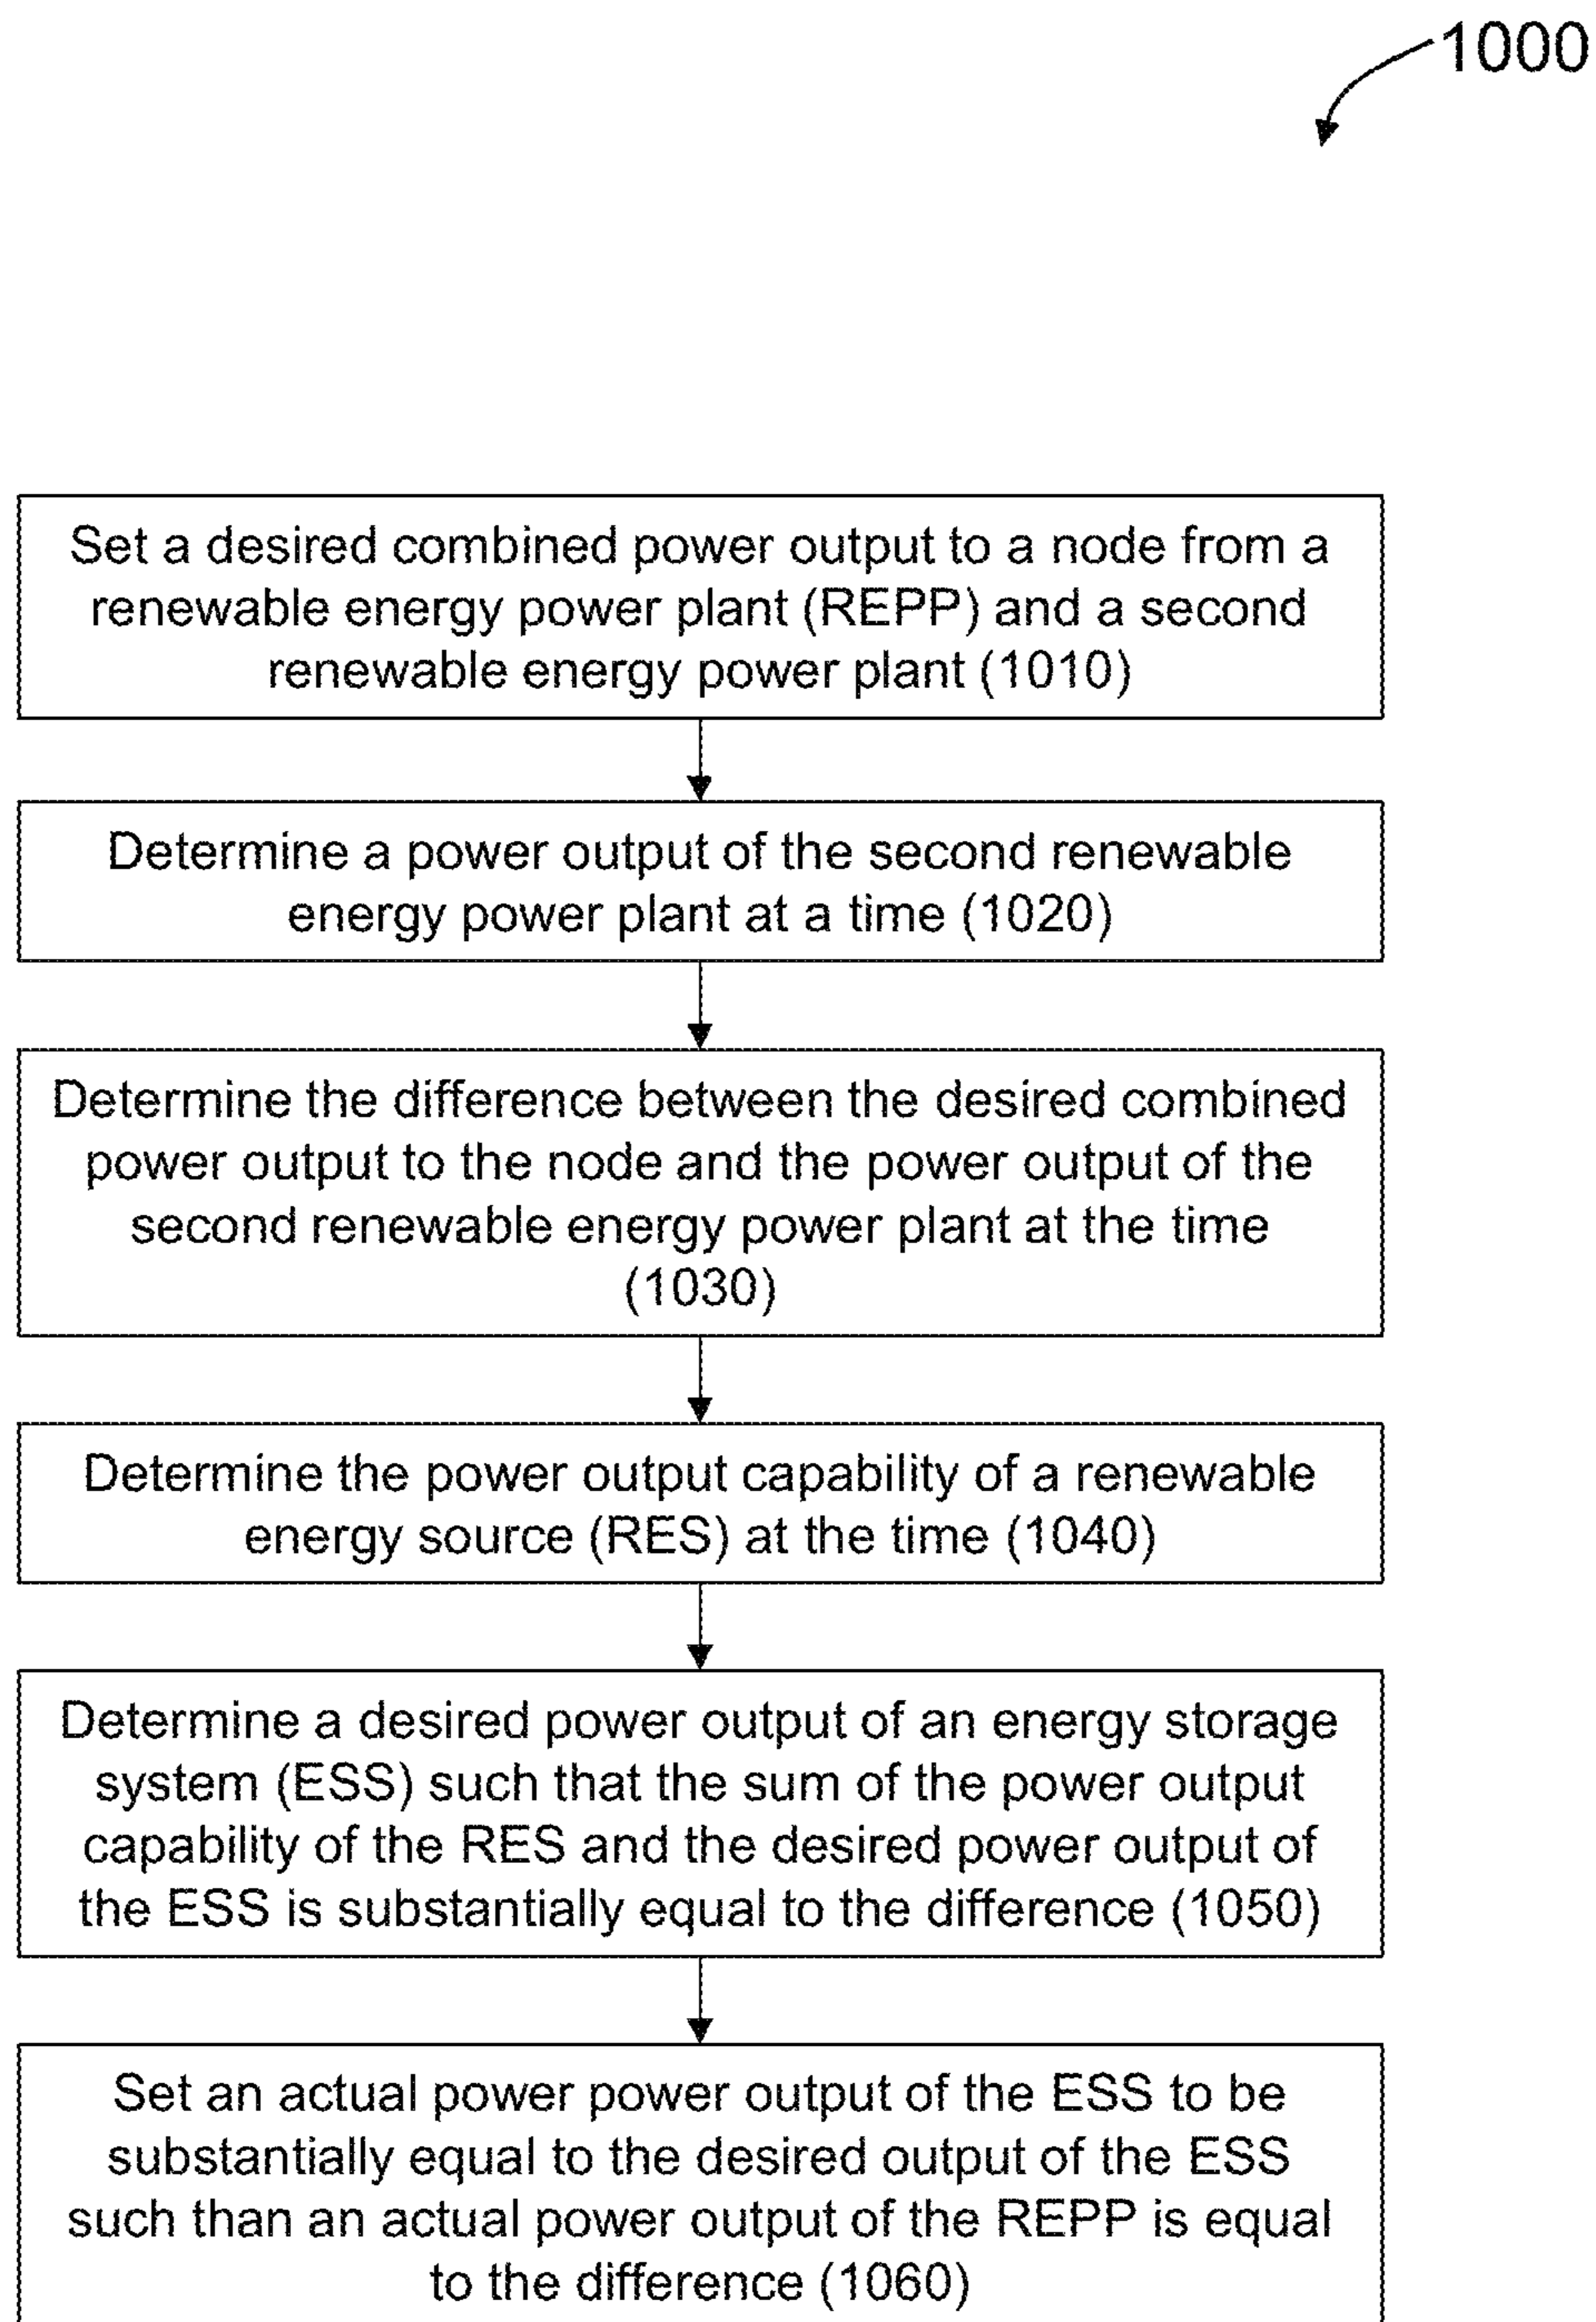 1000
Set a desired combined power output to a node from a
renewable energy power plant (REPP) and a second
renewable energy power plant (1010)
Determine a power output of the second renewable
energy power plant at a time (1020)
Determine the difference between the desired combined
power output to the node and the power output of the
second renewable energy power plant at the time
(1030)
Determine the power output capability of a renewable
energy source (RES) at the time (1040)
Determine a desired power output of an energy storage
system (ESS) such that the sum of the power output
capability of the RES and the desired power output of
the ESS is substantially equal to the difference (1050)
Set an actual power power output of the ESS to be
substantially equal to the desired output of the ESS
such than an actual power output of the REPP is equal
to the difference (1060)